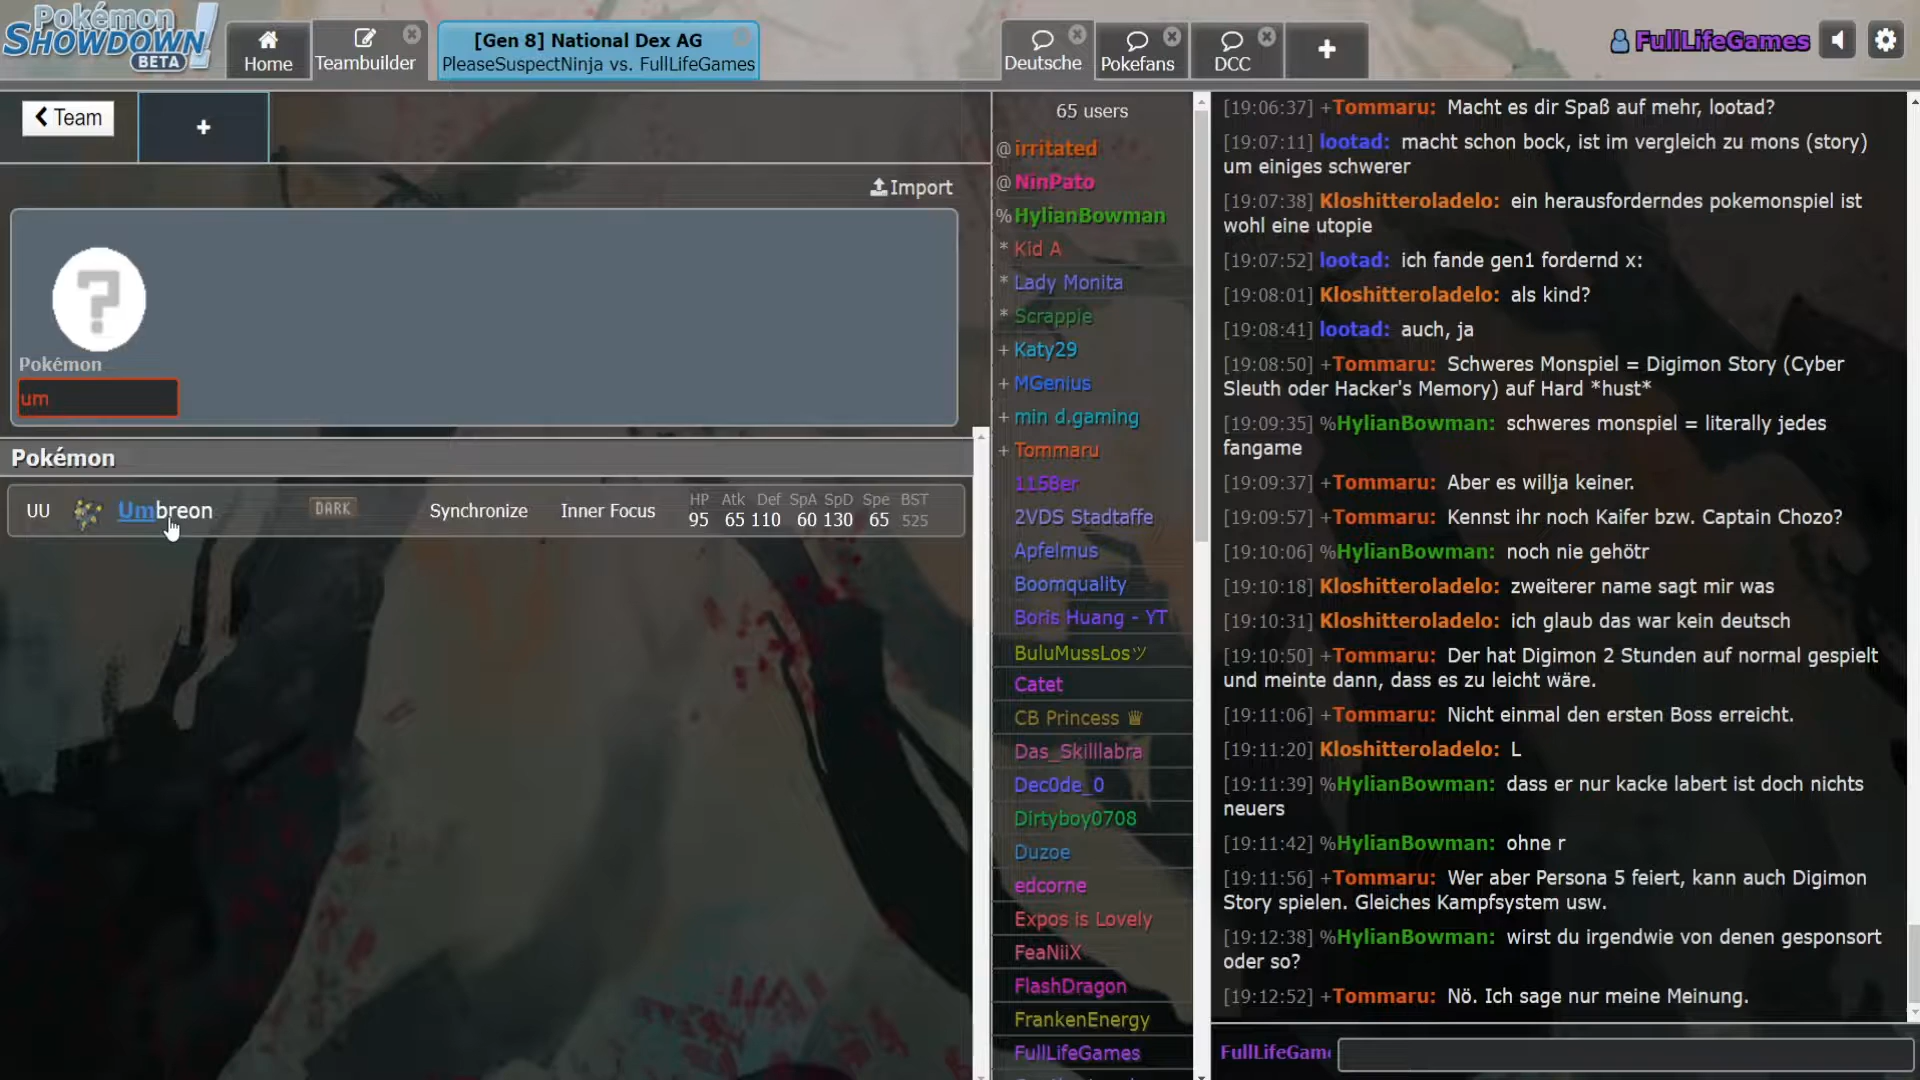 Pokémon
SHOWDOWN!
BETA
Home
Teambuilder
[Gen 8] National Dex AG
PleaseSuspectNinja vs. FullLifeGames
Deutsche
Pokefans
DCC
+
FullLifeGames
Team
+
Import
Pokémon
um
Pokémon
UU
Umbreon
DARK
Synchronize
Inner Focus
HP Atk Def SpA SpD Spe BST
95 65 110 60 130 65 525
65 users
@irritated
@NinPato
%HylianBowman
* Kid A
* Lady Monita
* Scrappie
+ Katy29
+ MGenius
+ min d.gaming
+ Tommaru
1158er
2VDS Stadtaffe
Apfelmus
Boomquality
Boris Huang - YT
BuluMussLosツ
Catet
CB Princess ♛
Das_Skilllabra
Dec0de_0
Dirtyboy0708
Duzoe
edcorne
Expos is Lovely
FeaNiiX
FlashDragon
FrankenEnergy
FullLifeGames
[19:06:37] +Tommaru: Macht es dir Spaß auf mehr, lootad?
[19:07:11] lootad: macht schon bock, ist im vergleich zu mons (story)
um einiges schwerer
[19:07:38] Kloshitteroladelo: ein herausforderndes pokemonspiel ist
wohl eine utopie
[19:07:52] lootad: ich fande gen1 fordernd x:
[19:08:01] Kloshitteroladelo: als kind?
[19:08:41] lootad: auch, ja
[19:08:50] +Tommaru: Schweres Monspiel = Digimon Story (Cyber
Sleuth oder Hacker's Memory) auf Hard *hust*
[19:09:35] %HylianBowman: schweres monspiel = literally jedes
fangame
[19:09:37] +Tommaru: Aber es willja keiner.
[19:09:57] +Tommaru: Kennst ihr noch Kaifer bzw. Captain Chozo?
[19:10:06] %HylianBowman: noch nie gehötr
[19:10:18] Kloshitteroladelo: zweiterer name sagt mir was
[19:10:31] Kloshitteroladelo: ich glaub das war kein deutsch
[19:10:50] +Tommaru: Der hat Digimon 2 Stunden auf normal gespielt
und meinte dann, dass es zu leicht wäre.
[19:11:06] +Tommaru: Nicht einmal den ersten Boss erreicht.
[19:11:20] Kloshitteroladelo: L
[19:11:39] %HylianBowman: dass er nur kacke labert ist doch nichts
neuers
[19:11:42] %HylianBowman: ohne r
[19:11:56] +Tommaru: Wer aber Persona 5 feiert, kann auch Digimon
Story spielen. Gleiches Kampfsystem usw.
[19:12:38] %HylianBowman: wirst du irgendwie von denen gesponsort
oder so?
[19:12:52] +Tommaru: Nö. Ich sage nur meine Meinung.
FullLifeGam